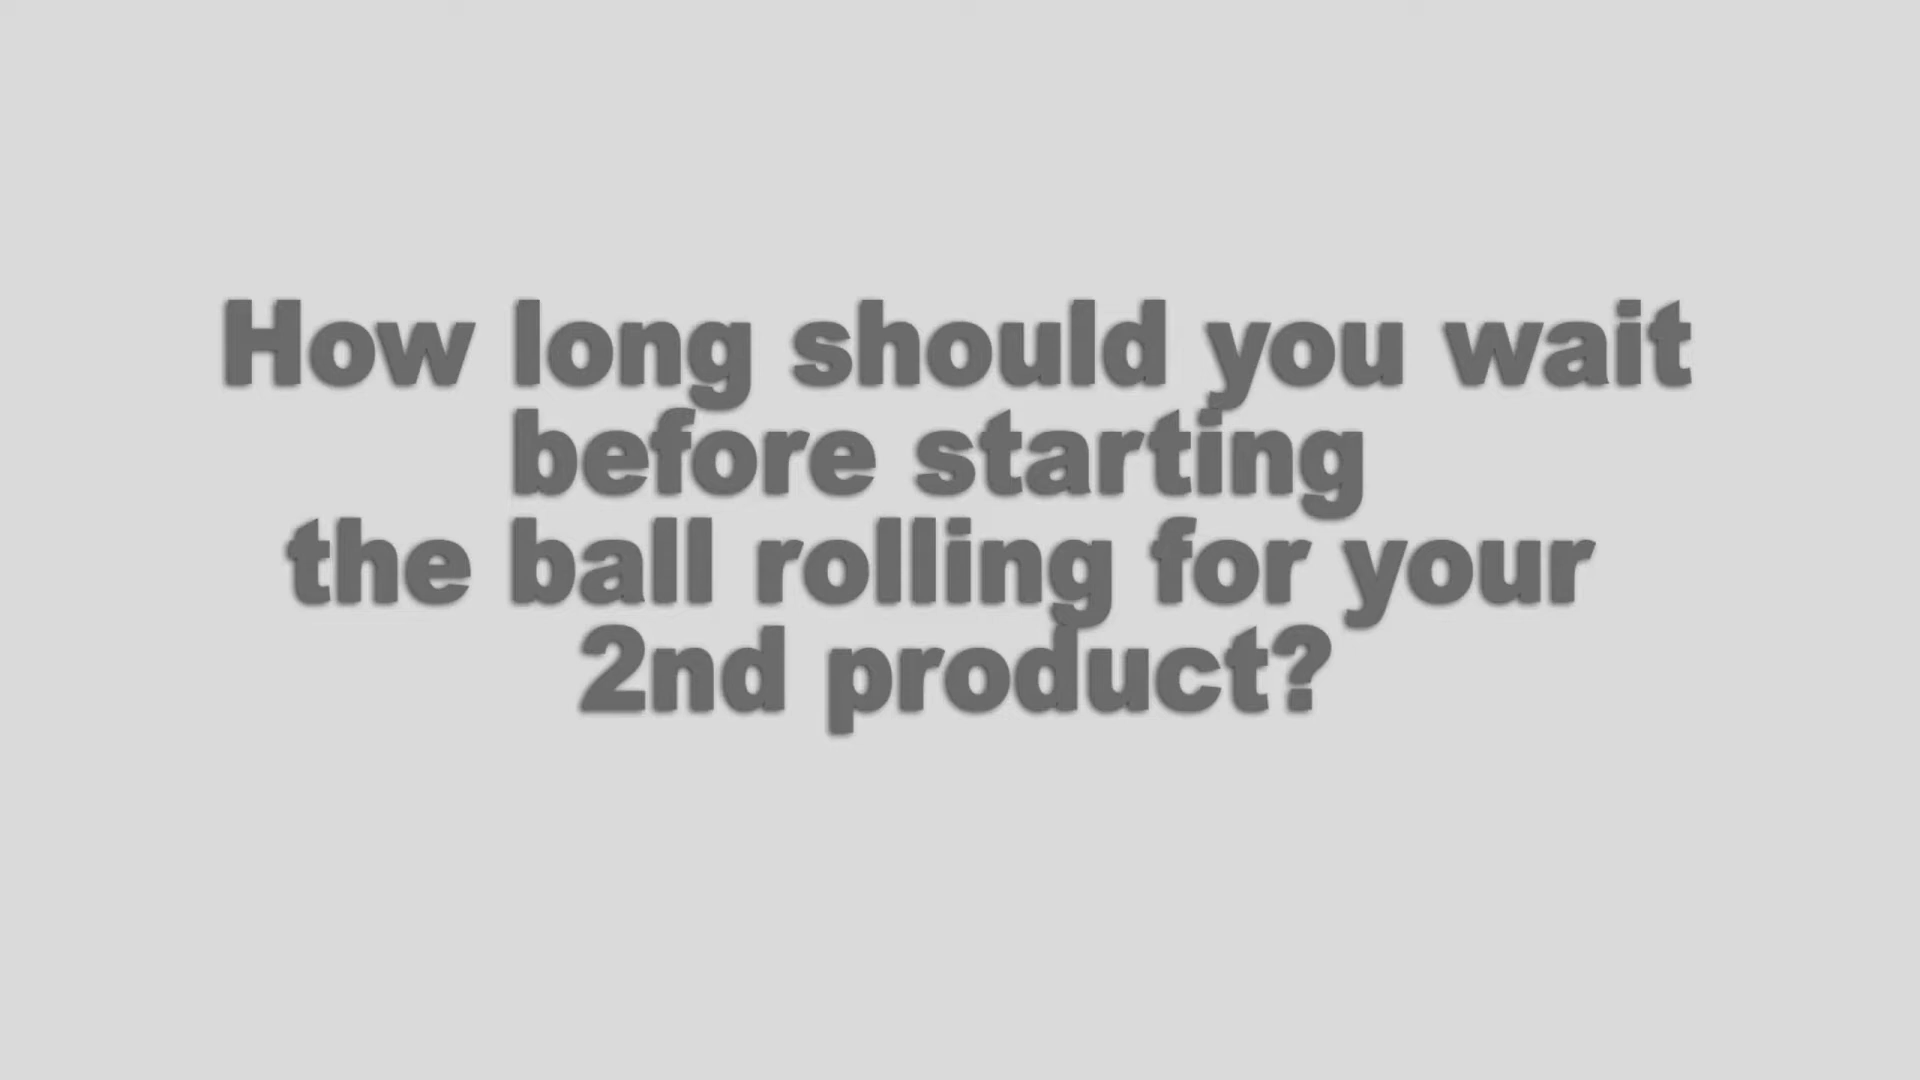 How long should you wait
before starting
the ball rolling for your
2nd product?